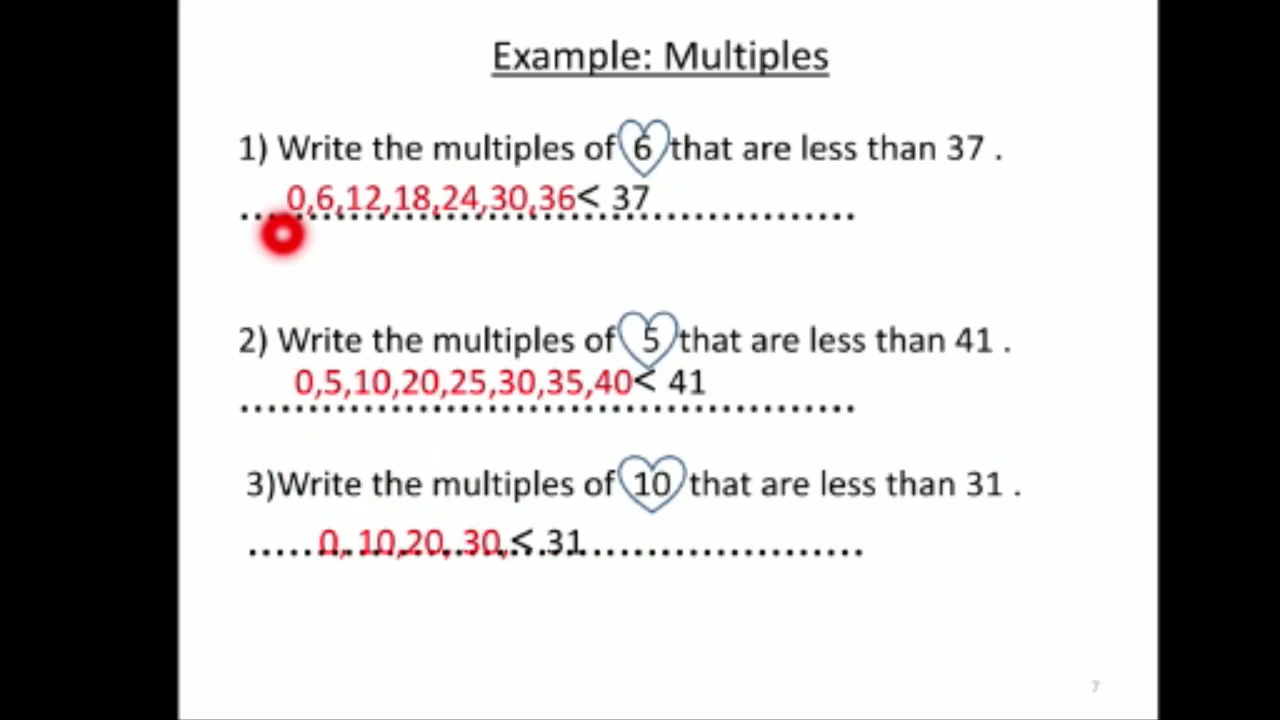 Example: Multiples
1) Write the multiples of 6 that are less than 37 .
0,6,12,18,24,30,36< 37
........................................................
2) Write the multiples of 5 that are less than 41 .
0,5,10,20,25,30,35,40< 41
........................................................
3)Write the multiples of 10 that are less than 31 .
.....0, 10,20, 30,< 31.........................
7